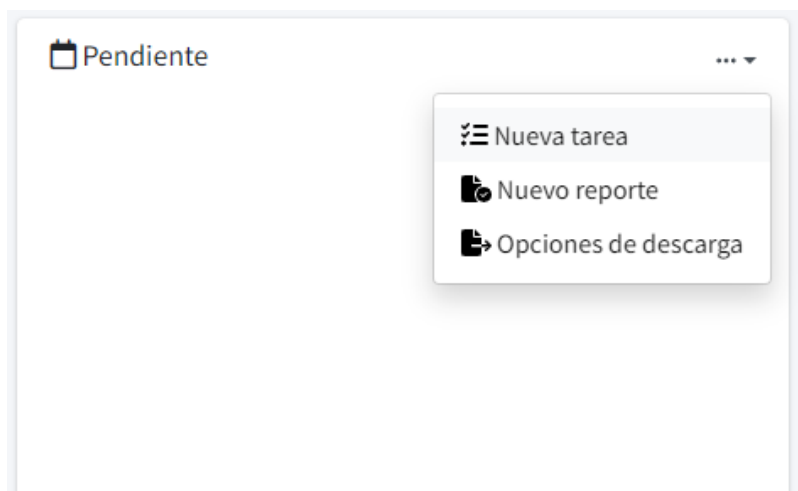 Pendiente
Nueva tarea
Nuevo reporte
Opciones de descarga